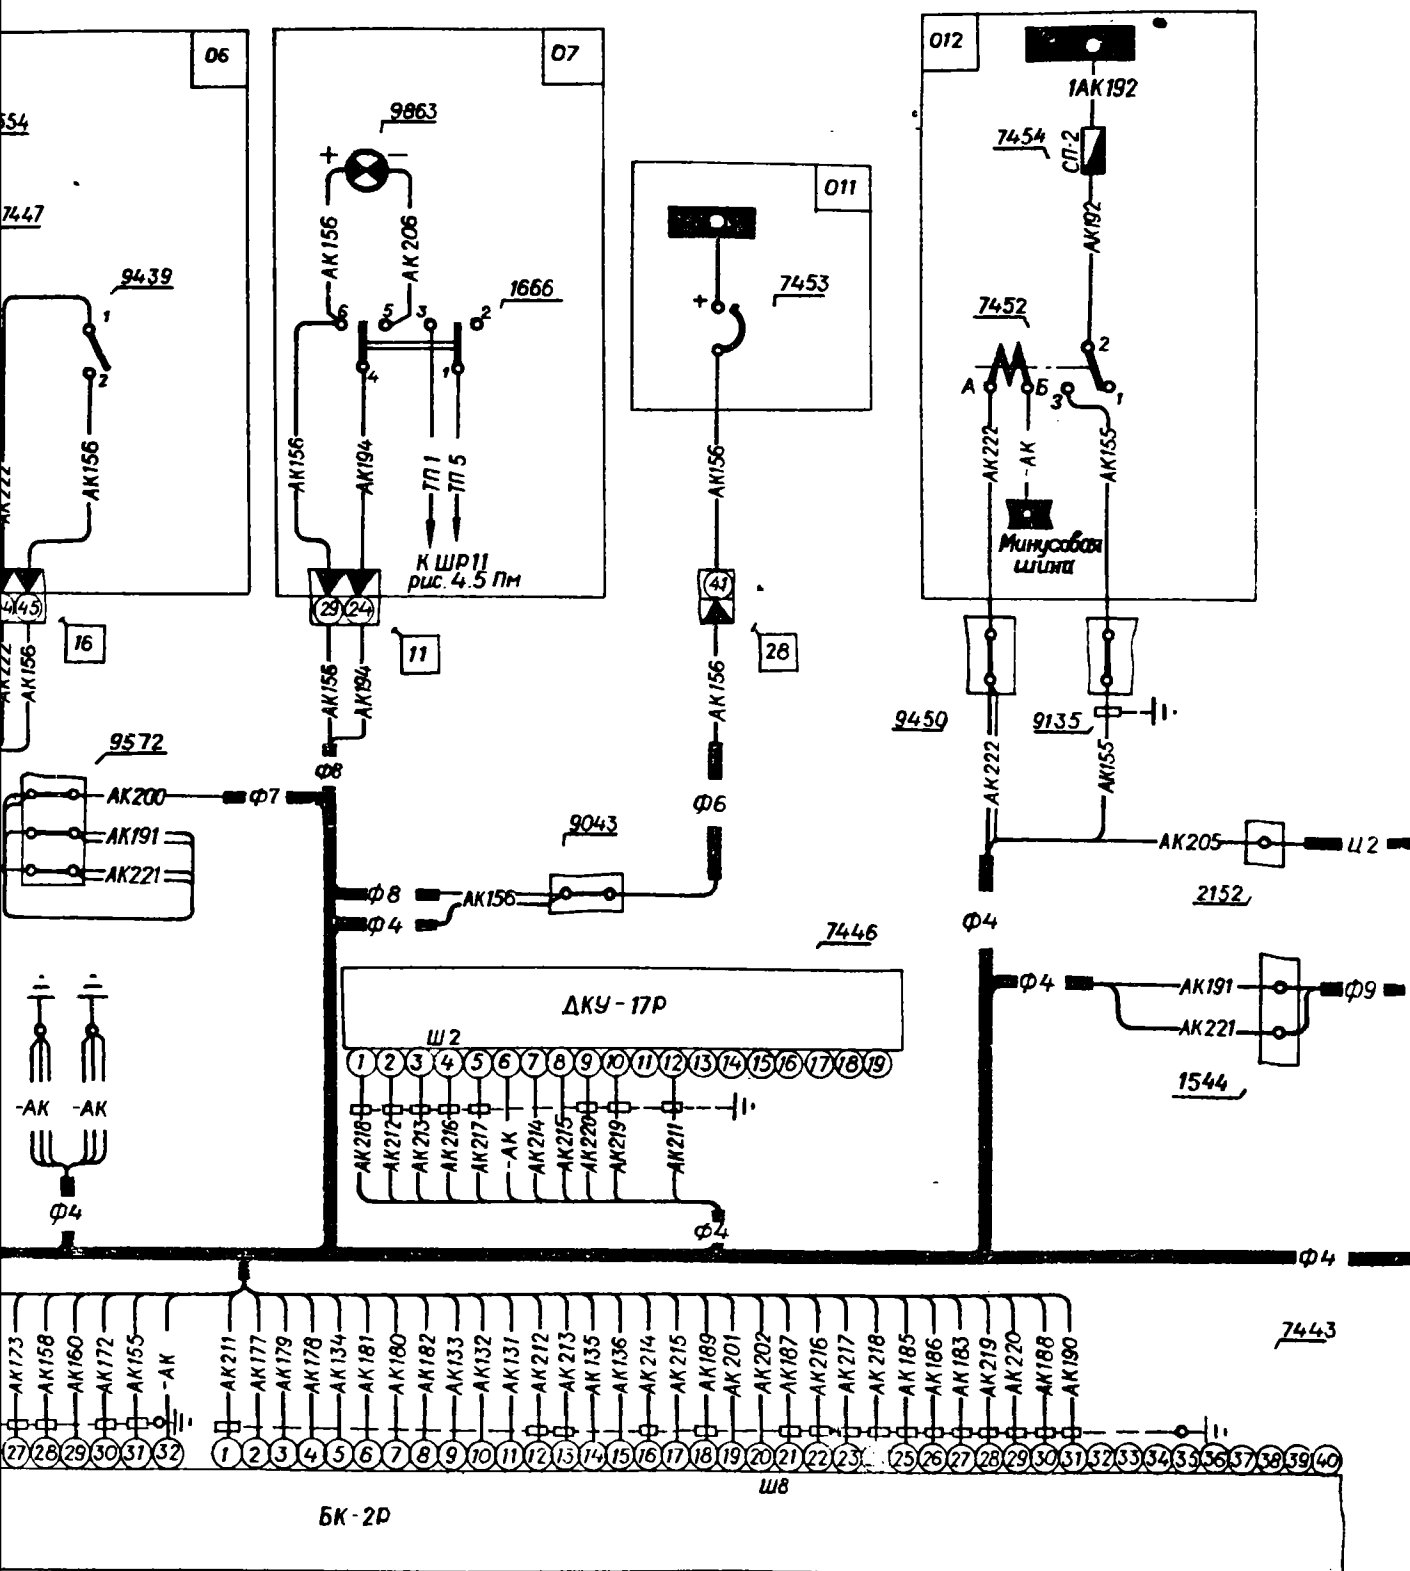 06
07
012
1АК192
9863
7454
СП-2
011
7447
АК156
АК206
АК192
9439
1666
7453
7452
+
−
1
2
6
5
3
2
4
1
+
2
А
Б
3
1
АК222
АК156
АК156
АК194
ТП1
ТП5
АК156
АК222
-АК
АК155
К ШР11
рис. 4.5 Пм
Минусовая
шина
45
29
24
41
16
11
28
АК222
АК156
АК156
АК194
АК156
9450
9135
9572
Ф8
АК222
АК155
АК200
Ф7
Ф6
АК191
9043
АК205
Ц2
АК221
Ф8
АК156
2152
Ф4
7446
Ф4
Ф4
АК191
Ф9
ДКУ-17Р
АК221
Ш2
1 2 3 4 5 6 7 8 9 10 11 12 13 14 15 16 17 18 19
1544
-АК
-АК
АК218
АК212
АК213
АК216
АК217
-АК
АК214
АК215
АК220
АК219
АК211
Ф4
Ф4
Ф4
7443
АК173
АК158
АК160
АК172
АК155
-АК
АК211
АК177
АК179
АК178
АК134
АК181
АК180
АК182
АК133
АК132
АК131
АК212
АК213
АК135
АК136
АК214
АК215
АК189
АК201
АК202
АК187
АК216
АК217
АК218
АК185
АК186
АК183
АК219
АК220
АК188
АК190
27 28 29 30 31 32 1 2 3 4 5 6 7 8 9 10 11 12 13 14 15 16 17 18 19 20 21 22 23 25 26 27 28 29 30 31 32 33 34 35 36 37 38 39 40
Ш8
БК-2Р